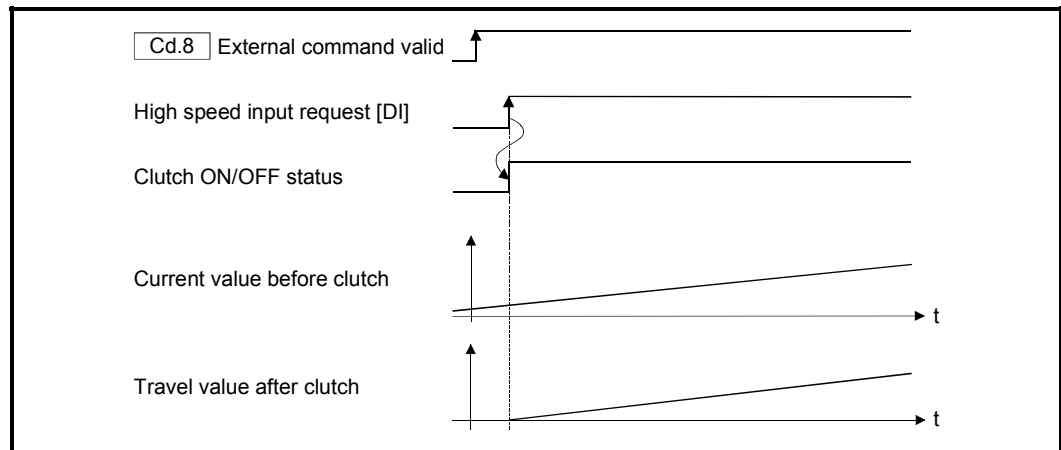 Cd.8 External command valid
High speed input request [DI]
Clutch ON/OFF status
Current value before clutch
t
Travel value after clutch
t